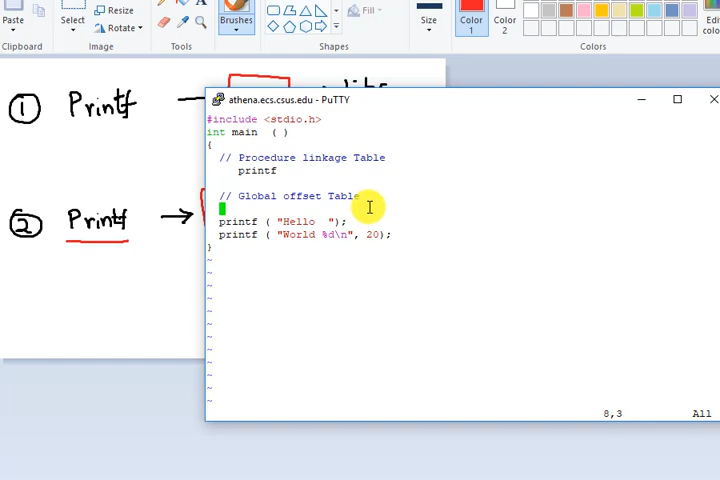 Paste
Select
Resize
Rotate
Brushes
Fill
Size
Color
1
Color
2
Edi
colo
Clipboard
Image
Tools
Shapes
Colors
1 Printf
2 Printf
athena.ecs.csus.edu - PuTTY
#include <stdio.h>
int main ( )
{
// Procedure linkage Table
printf
// Global offset Table
printf ( "Hello ");
printf ( "World %d\n", 20);
}
~
~
~
~
~
~
~
~
~
~
~
~
8,3 All